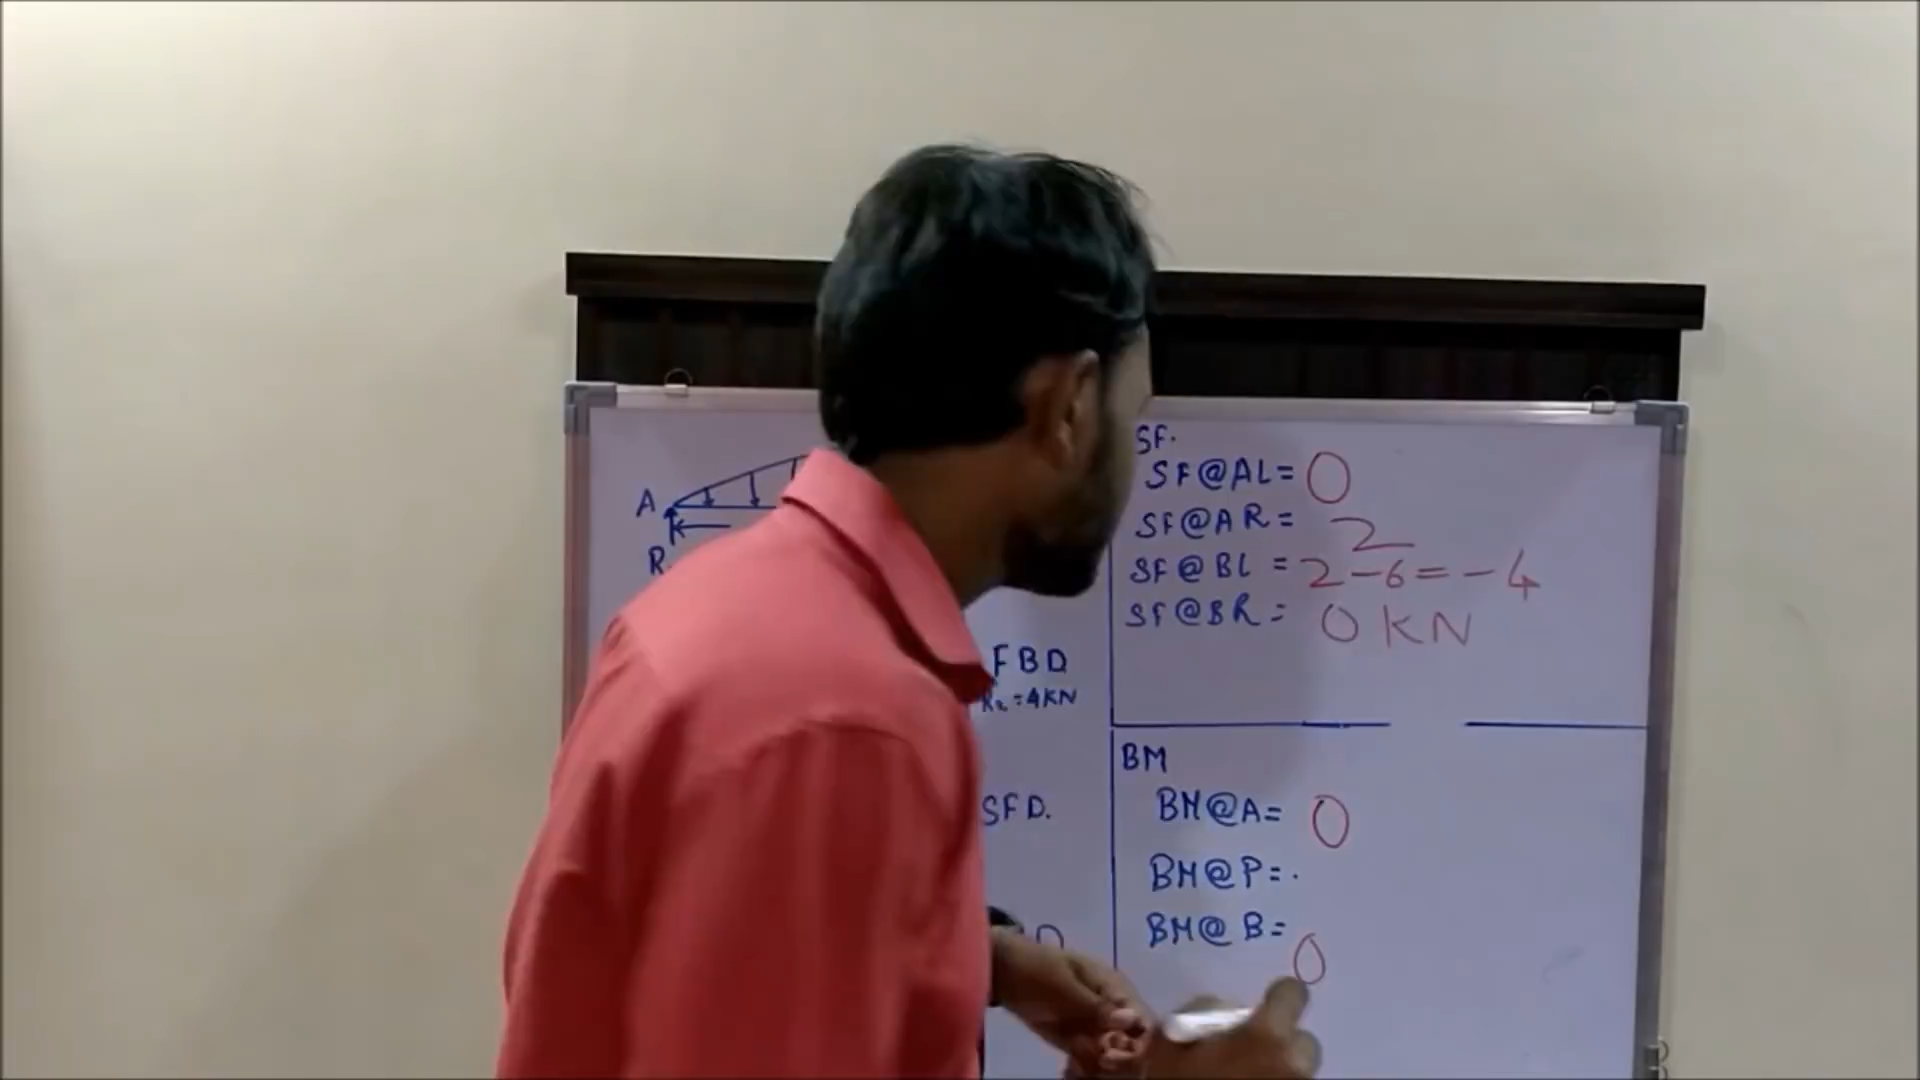 A
R
FBD
R₂=4KN
SFD.
D
SF.
SF@AL= 0
SF@AR= 2
SF@BL = 2-6=-4
SF@BR= 0 KN
BM
BM@A= 0
BM@P=.
BM@B= 0